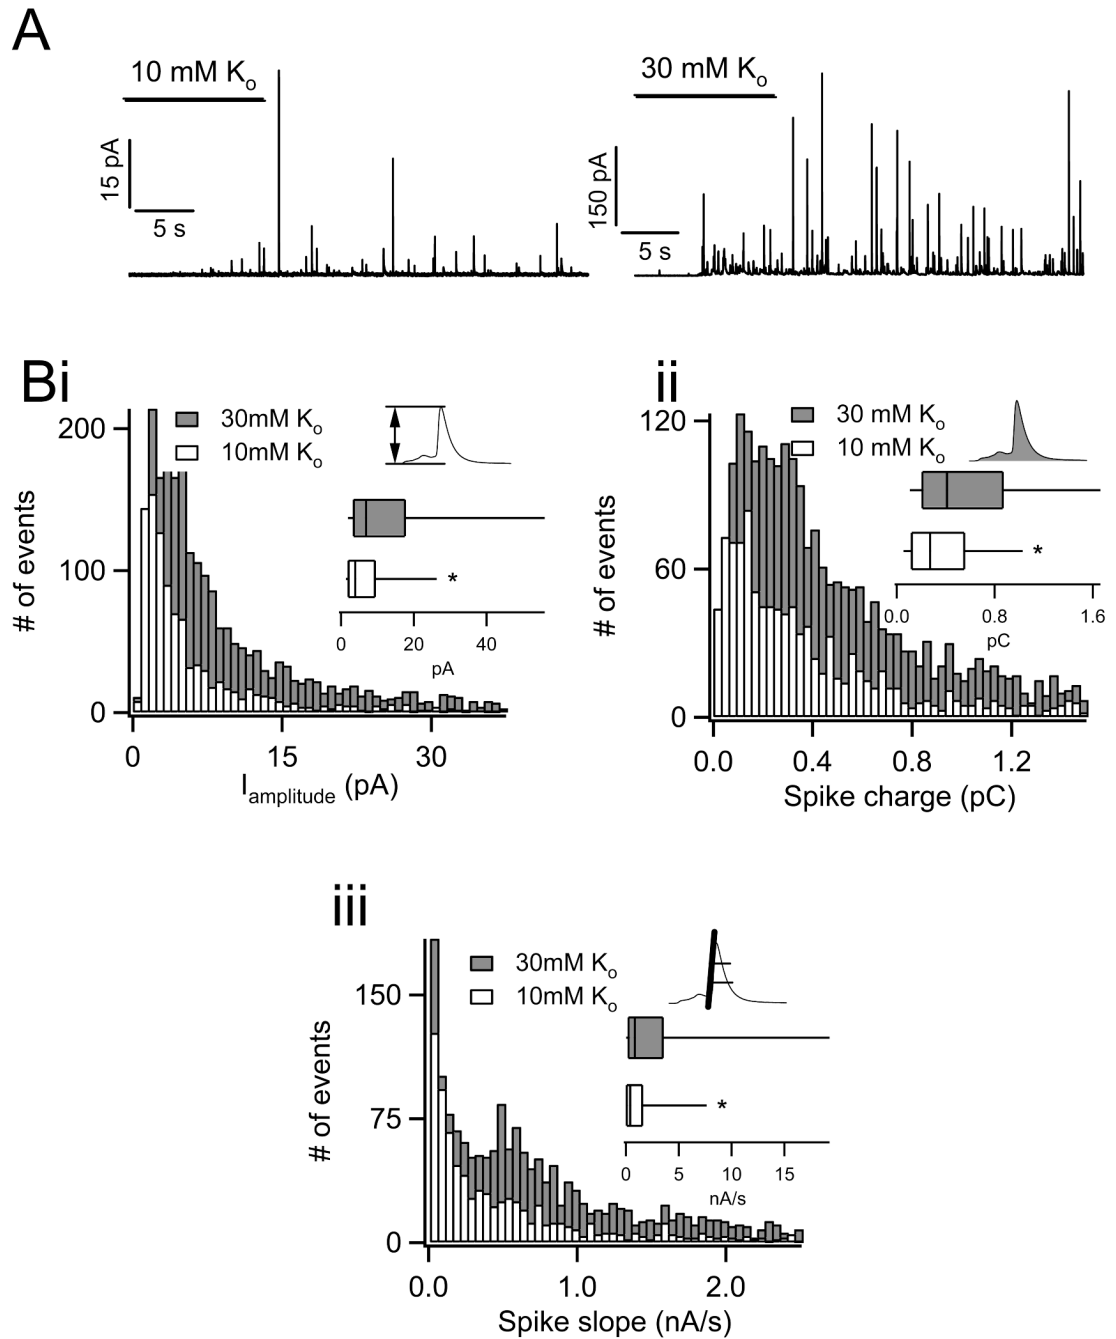 A
10 mM Ko
15 pA
5 s
30 mM Ko
150 pA
5 s
Bi
200
100
0
# of events
30mM Ko
10mM Ko
*
0 20 40
pA
0 15 30
Iamplitude (pA)
ii
120
60
0
# of events
30 mM Ko
10 mM Ko
*
0.0 0.8 1.6
pC
0.0 0.4 0.8 1.2
Spike charge (pC)
iii
150
75
0
# of events
30mM Ko
10mM Ko
*
0 5 10 15
nA/s
0.0 1.0 2.0
Spike slope (nA/s)